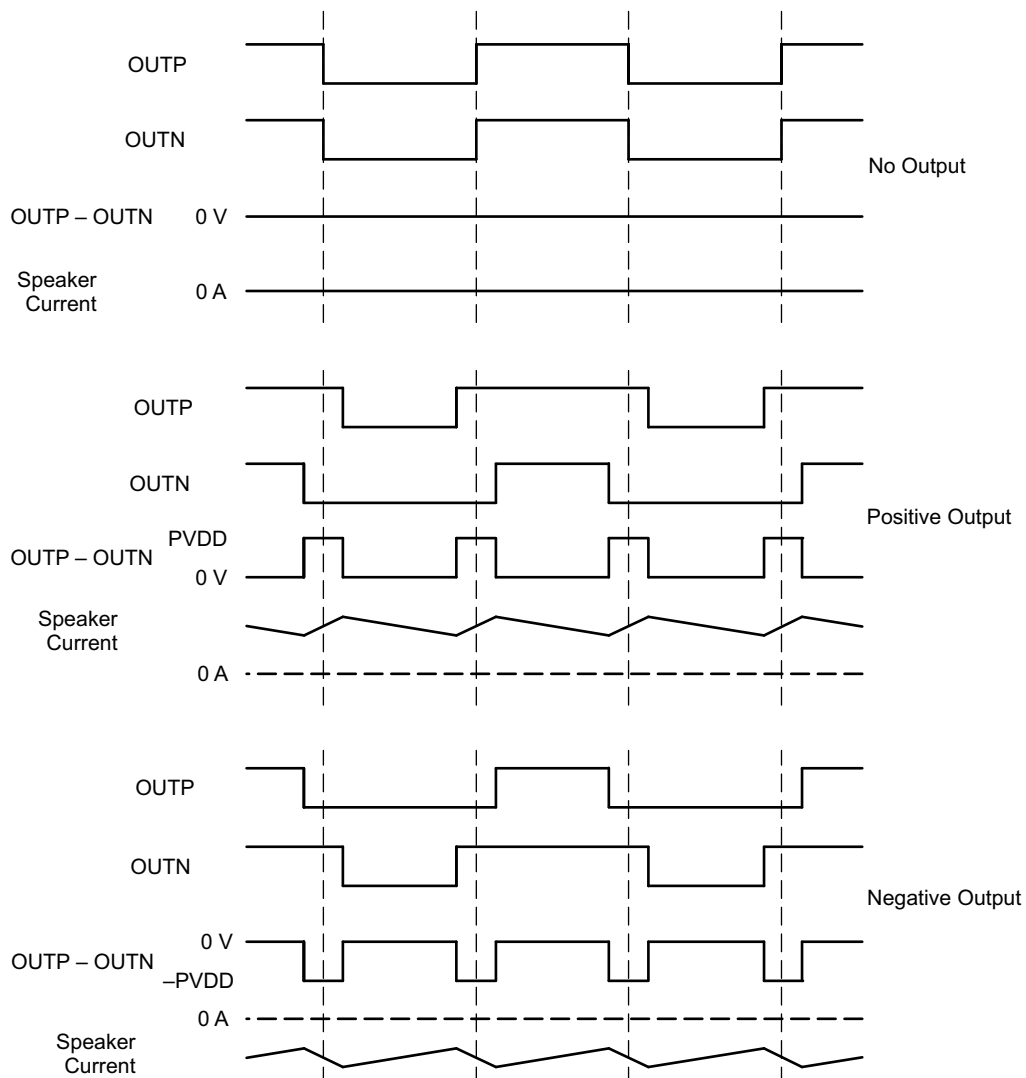 OUTP
OUTN
No Output
OUTP – OUTN 0 V
Speaker
Current
0 A
OUTP
OUTN
Positive Output
PVDD
OUTP – OUTN
0 V
Speaker
Current
0 A
OUTP
OUTN
Negative Output
0 V
OUTP – OUTN
–PVDD
0 A
Speaker
Current